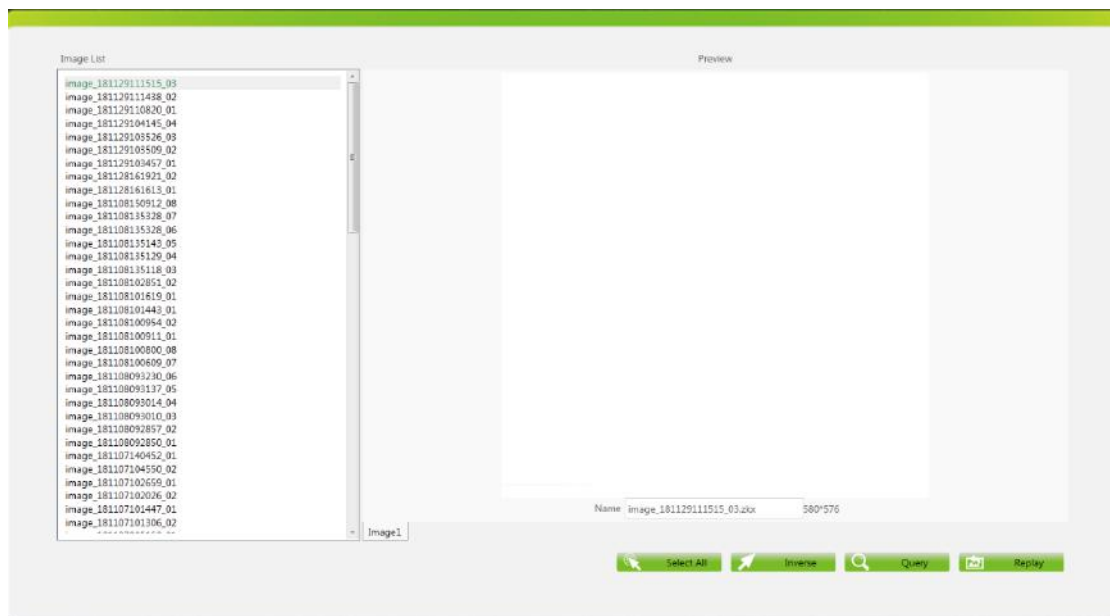 Image List
Preview
image_181129111515_03
image_181129111438_02
image_181129110820_01
image_181129104145_04
image_181129103526_03
image_181129103509_02
image_181129103457_01
image_181128161921_02
image_181128161613_01
image_181108150912_08
image_181108135328_07
image_181108135328_06
image_181108135143_05
image_181108135129_04
image_181108135118_03
image_181108102851_02
image_181108101619_01
image_181108101443_01
image_181108100954_02
image_181108100911_01
image_181108100800_08
image_181108100609_07
image_181108093230_06
image_181108093137_05
image_181108093014_04
image_181108093010_03
image_181108092857_02
image_181108092850_01
image_181107140452_01
image_181107104550_02
image_181107102659_01
image_181107102026_02
image_181107101447_01
image_181107101306_02
Name image_181129111515_03.zkx 580*576
Image1
Select All Inverse Query Replay